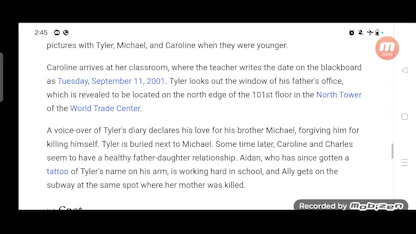 2:45
pictures with Tyler, Michael, and Caroline when they were younger.
Caroline arrives at her classroom, where the teacher writes the date on the blackboard
as Tuesday, September 11, 2001. Tyler looks out the window of his father's office,
which is revealed to be located on the north edge of the 101st floor in the North Tower
of the World Trade Center.
A voice-over of Tyler's diary declares his love for his brother Michael, forgiving him for
killing himself. Tyler is buried next to Michael. Some time later, Caroline and Charles
seem to have a healthy father-daughter relationship. Aidan, who has since gotten a
tattoo of Tyler's name on his arm, is working hard in school, and Ally gets on the
subway at the same spot where her mother was killed.
Cast
Recorded by mobizen